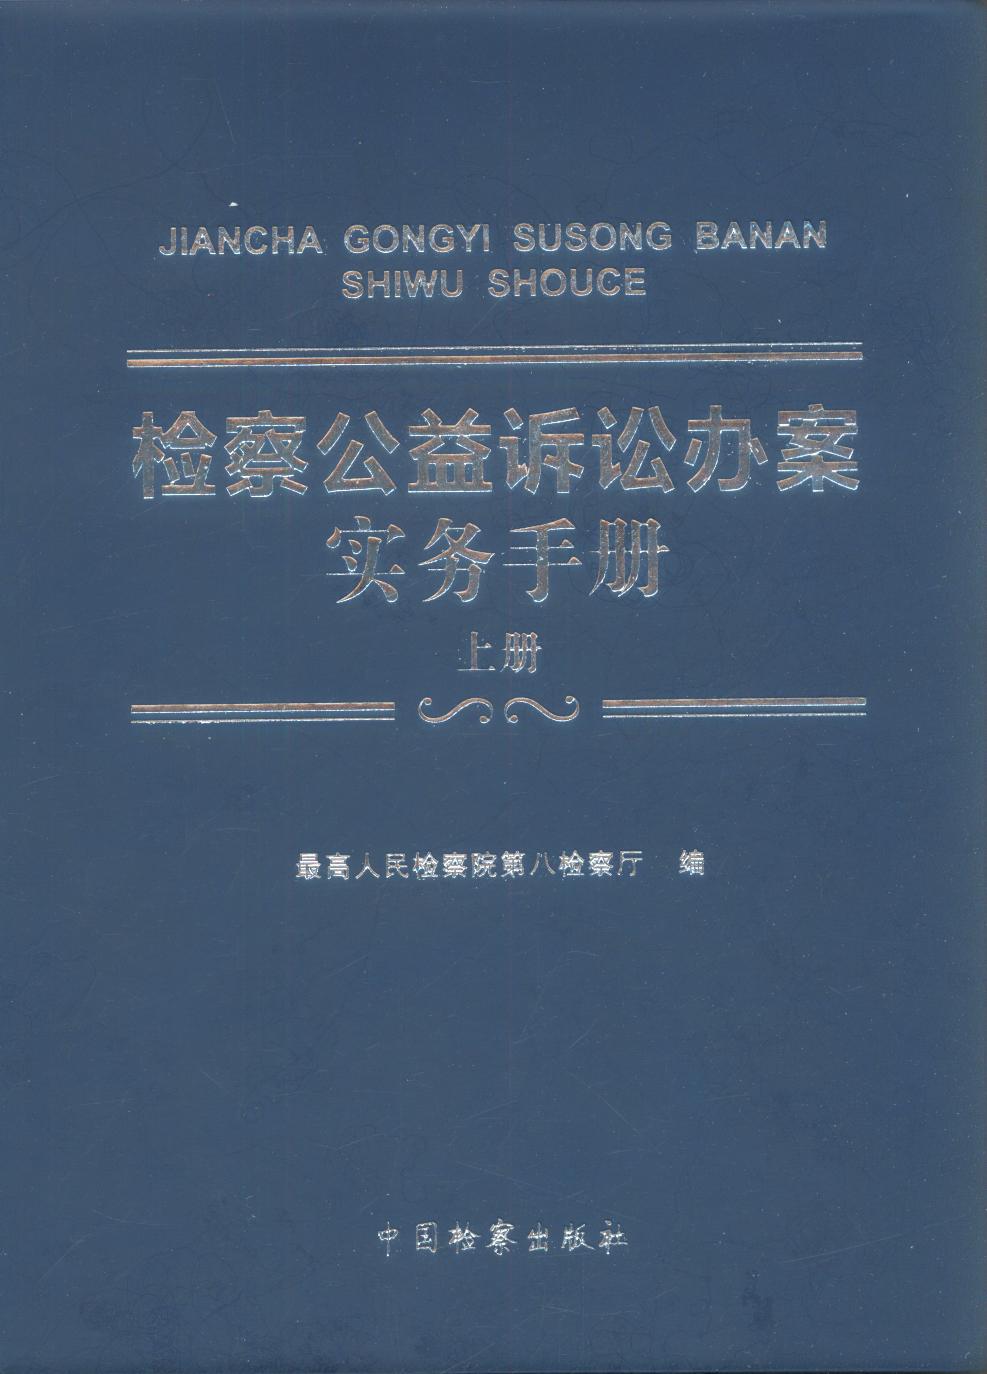 JIANCHA GONGYI SUSONG BANAN
SHIWU SHOUCE
检察公益诉讼办案
实务手册
上册
最高人民检察院第八检察厅 编
中国检察出版社